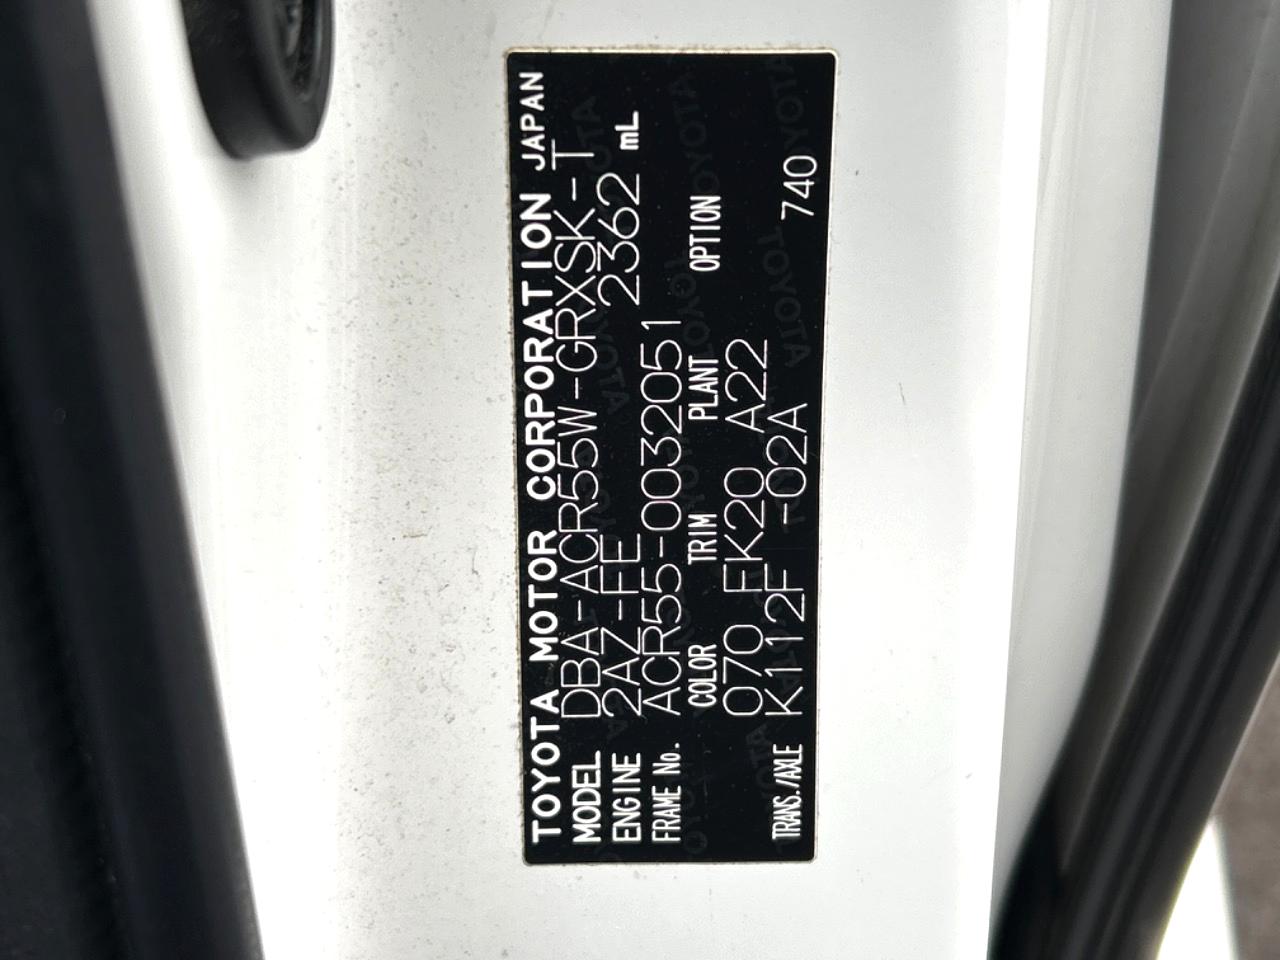 TOYOTA MOTOR CORPORATION JAPAN
MODEL DBA-ACR55W-GRXSK-T
ENGINE 2AZ-FE 2362 mL
FRAME No. ACR55-0032051
COLOR TRIM PLANT OPTION
070 FK20 A22
TRANS./AXLE K112F -02A 740